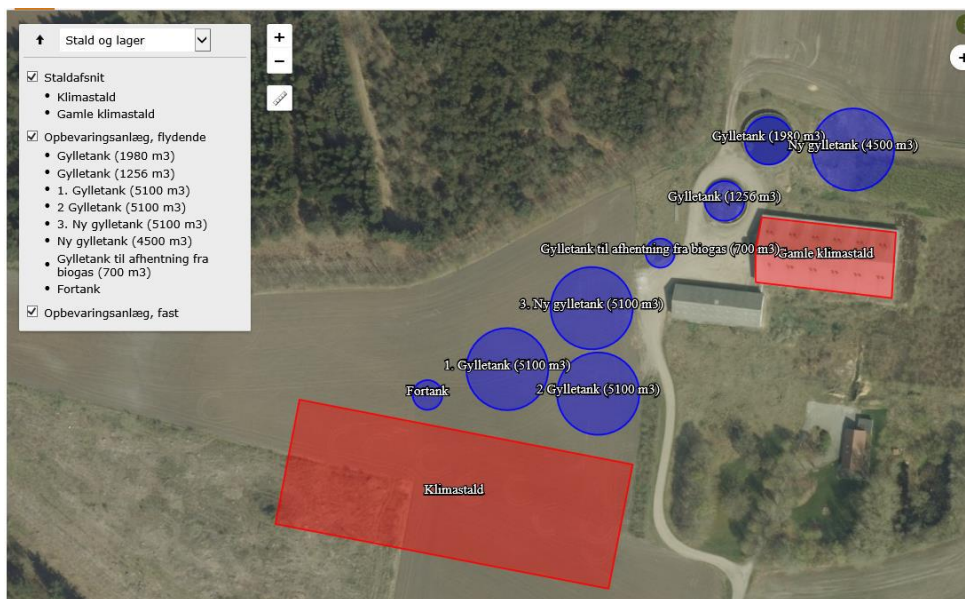 Stald og lager
Staldafsnit
Klimastald
Gamle klimastald
Opbevaringsanlæg, flydende
Gylletank (1980 m3)
Gylletank (1256 m3)
1. Gylletank (5100 m3)
2 Gylletank (5100 m3)
3. Ny gylletank (5100 m3)
Ny gylletank (4500 m3)
Gylletank til afhentning fra
biogas (700 m3)
Fortank
Opbevaringsanlæg, fast
+
−
+
Gylletank (1980 m3)
Ny gylletank (4500 m3)
Gylletank (1256 m3)
Gylletank til afhentning fra biogas (700 m3)
Gamle klimastald
3. Ny gylletank (5100 m3)
1. Gylletank (5100 m3)
2 Gylletank (5100 m3)
Fortank
Klimastald